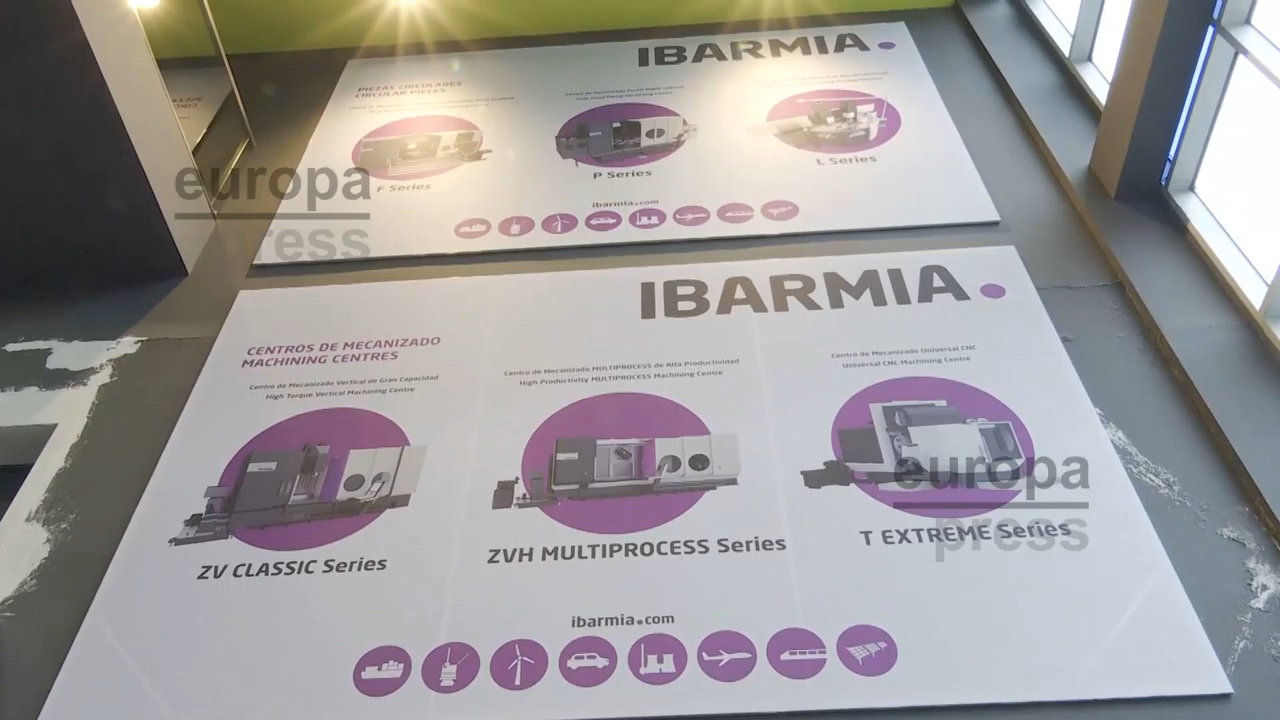 IBARMIA
PIEZAS CIRCULARES
CIRCULAR PIECES
F Series
P Series
L Series
ibarmia.com
europa
press
IBARMIA
CENTROS DE MECANIZADO
MACHINING CENTRES
Centro de Mecanizado Vertical de Gran Capacidad
High Torque Vertical Machining Centre
Centro de Mecanizado MULTIPROCESS de Alta Productividad
High Productivity MULTIPROCESS Machining Centre
Centro de Mecanizado Universal CNC
Universal CNC Machining Centre
ZV CLASSIC Series
ZVH MULTIPROCESS Series
T EXTREME Series
europa
press
ibarmia.com